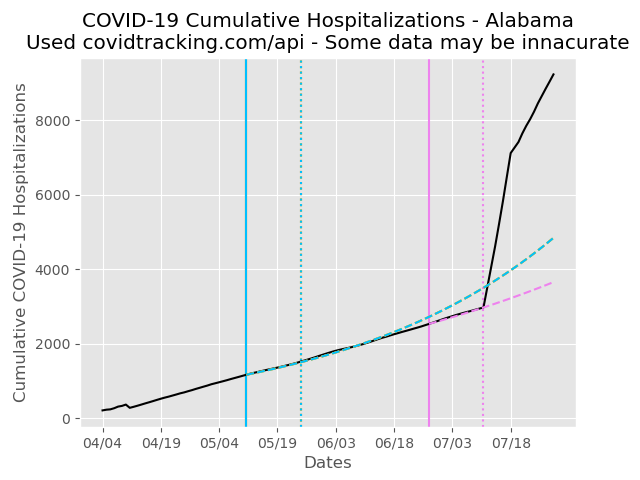 COVID-19 Cumulative Hospitalizations - Alabama
Used covidtracking.com/api - Some data may be innacurate
Cumulative COVID-19 Hospitalizations
8000
6000
4000
2000
0
04/04 04/19 05/04 05/19 06/03 06/18 07/03 07/18
Dates